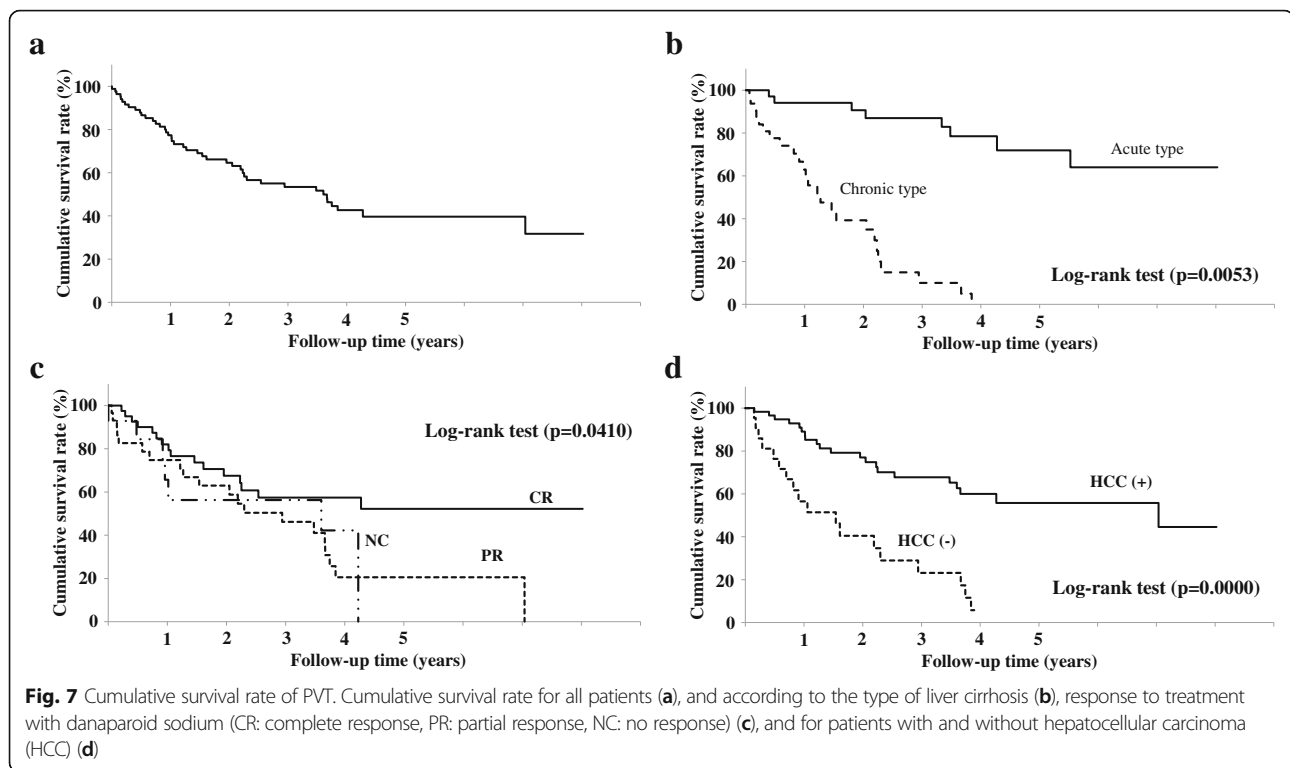 a
100
80
60
40
20
0
Cumulative survival rate (%)
1 2 3 4 5
Follow-up time (years)
b
100
80
60
40
20
0
Cumulative survival rate (%)
Acute type
Chronic type
Log-rank test (p=0.0053)
1 2 3 4 5
Follow-up time (years)
c
100
80
60
40
20
0
Cumulative survival rate (%)
Log-rank test (p=0.0410)
CR
NC
PR
1 2 3 4 5
Follow-up time (years)
d
100
80
60
40
20
0
Cumulative survival rate (%)
HCC (+)
HCC (-)
Log-rank test (p=0.0000)
1 2 3 4 5
Follow-up time (years)
Fig. 7 Cumulative survival rate of PVT. Cumulative survival rate for all patients (a), and according to the type of liver cirrhosis (b), response to treatment
with danaparoid sodium (CR: complete response, PR: partial response, NC: no response) (c), and for patients with and without hepatocellular carcinoma
(HCC) (d)